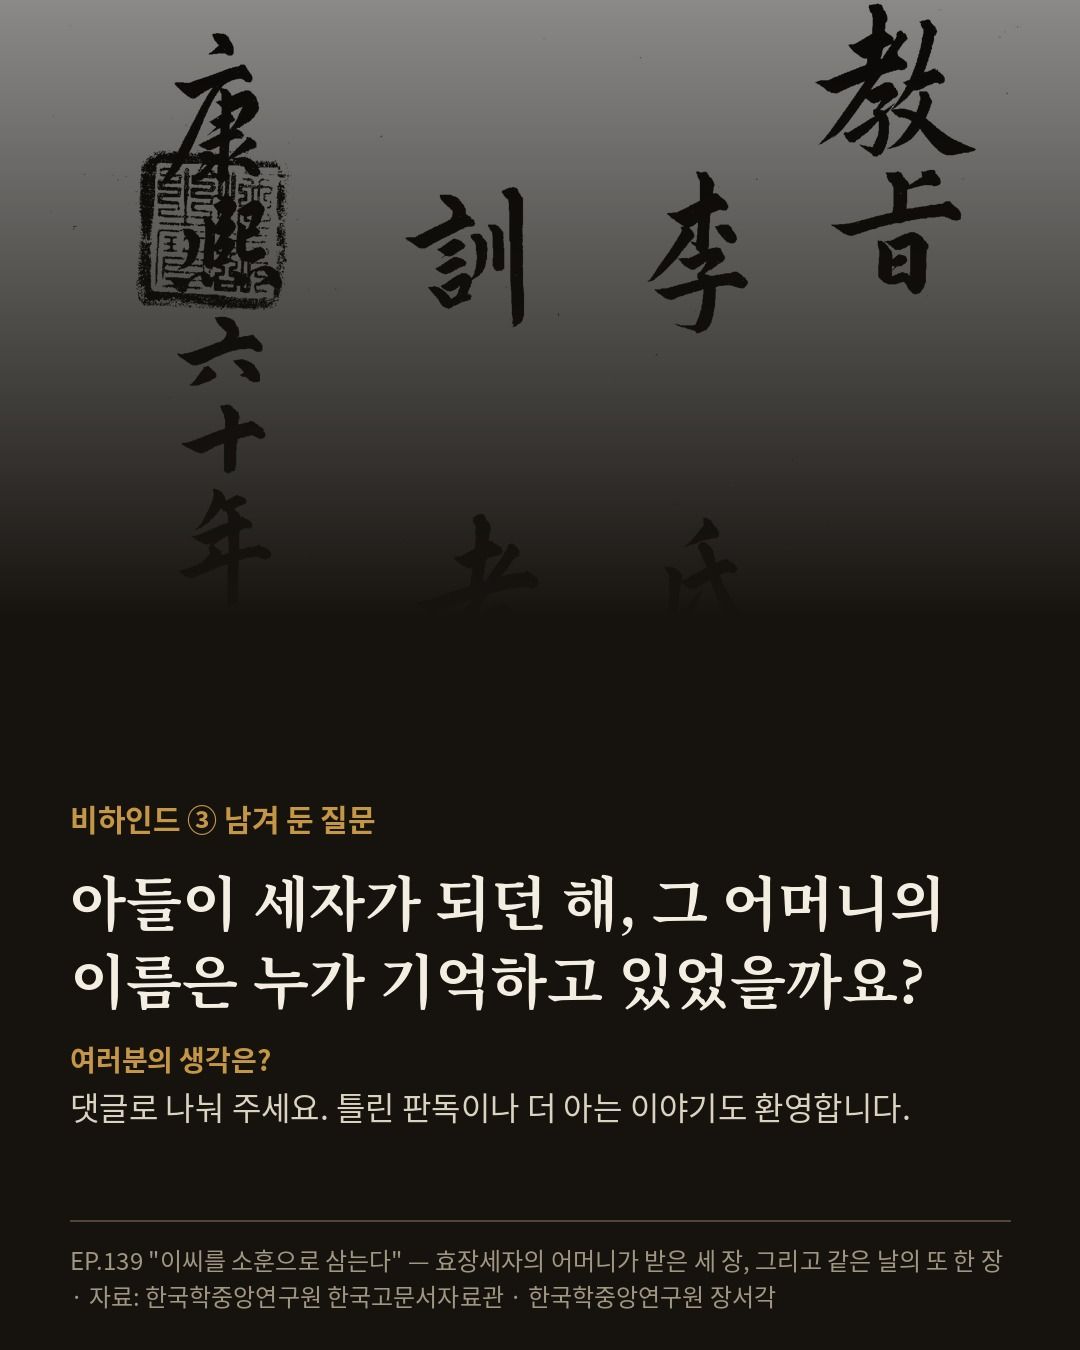 教旨
李氏
訓者
康熙六十年
비하인드 ③ 남겨 둔 질문
아들이 세자가 되던 해, 그 어머니의
이름은 누가 기억하고 있었을까요?
여러분의 생각은?
댓글로 나눠 주세요. 틀린 판독이나 더 아는 이야기도 환영합니다.
EP.139 "이씨를 소훈으로 삼는다" — 효장세자의 어머니가 받은 세 장, 그리고 같은 날의 또 한 장
· 자료: 한국학중앙연구원 한국고문서자료관 · 한국학중앙연구원 장서각